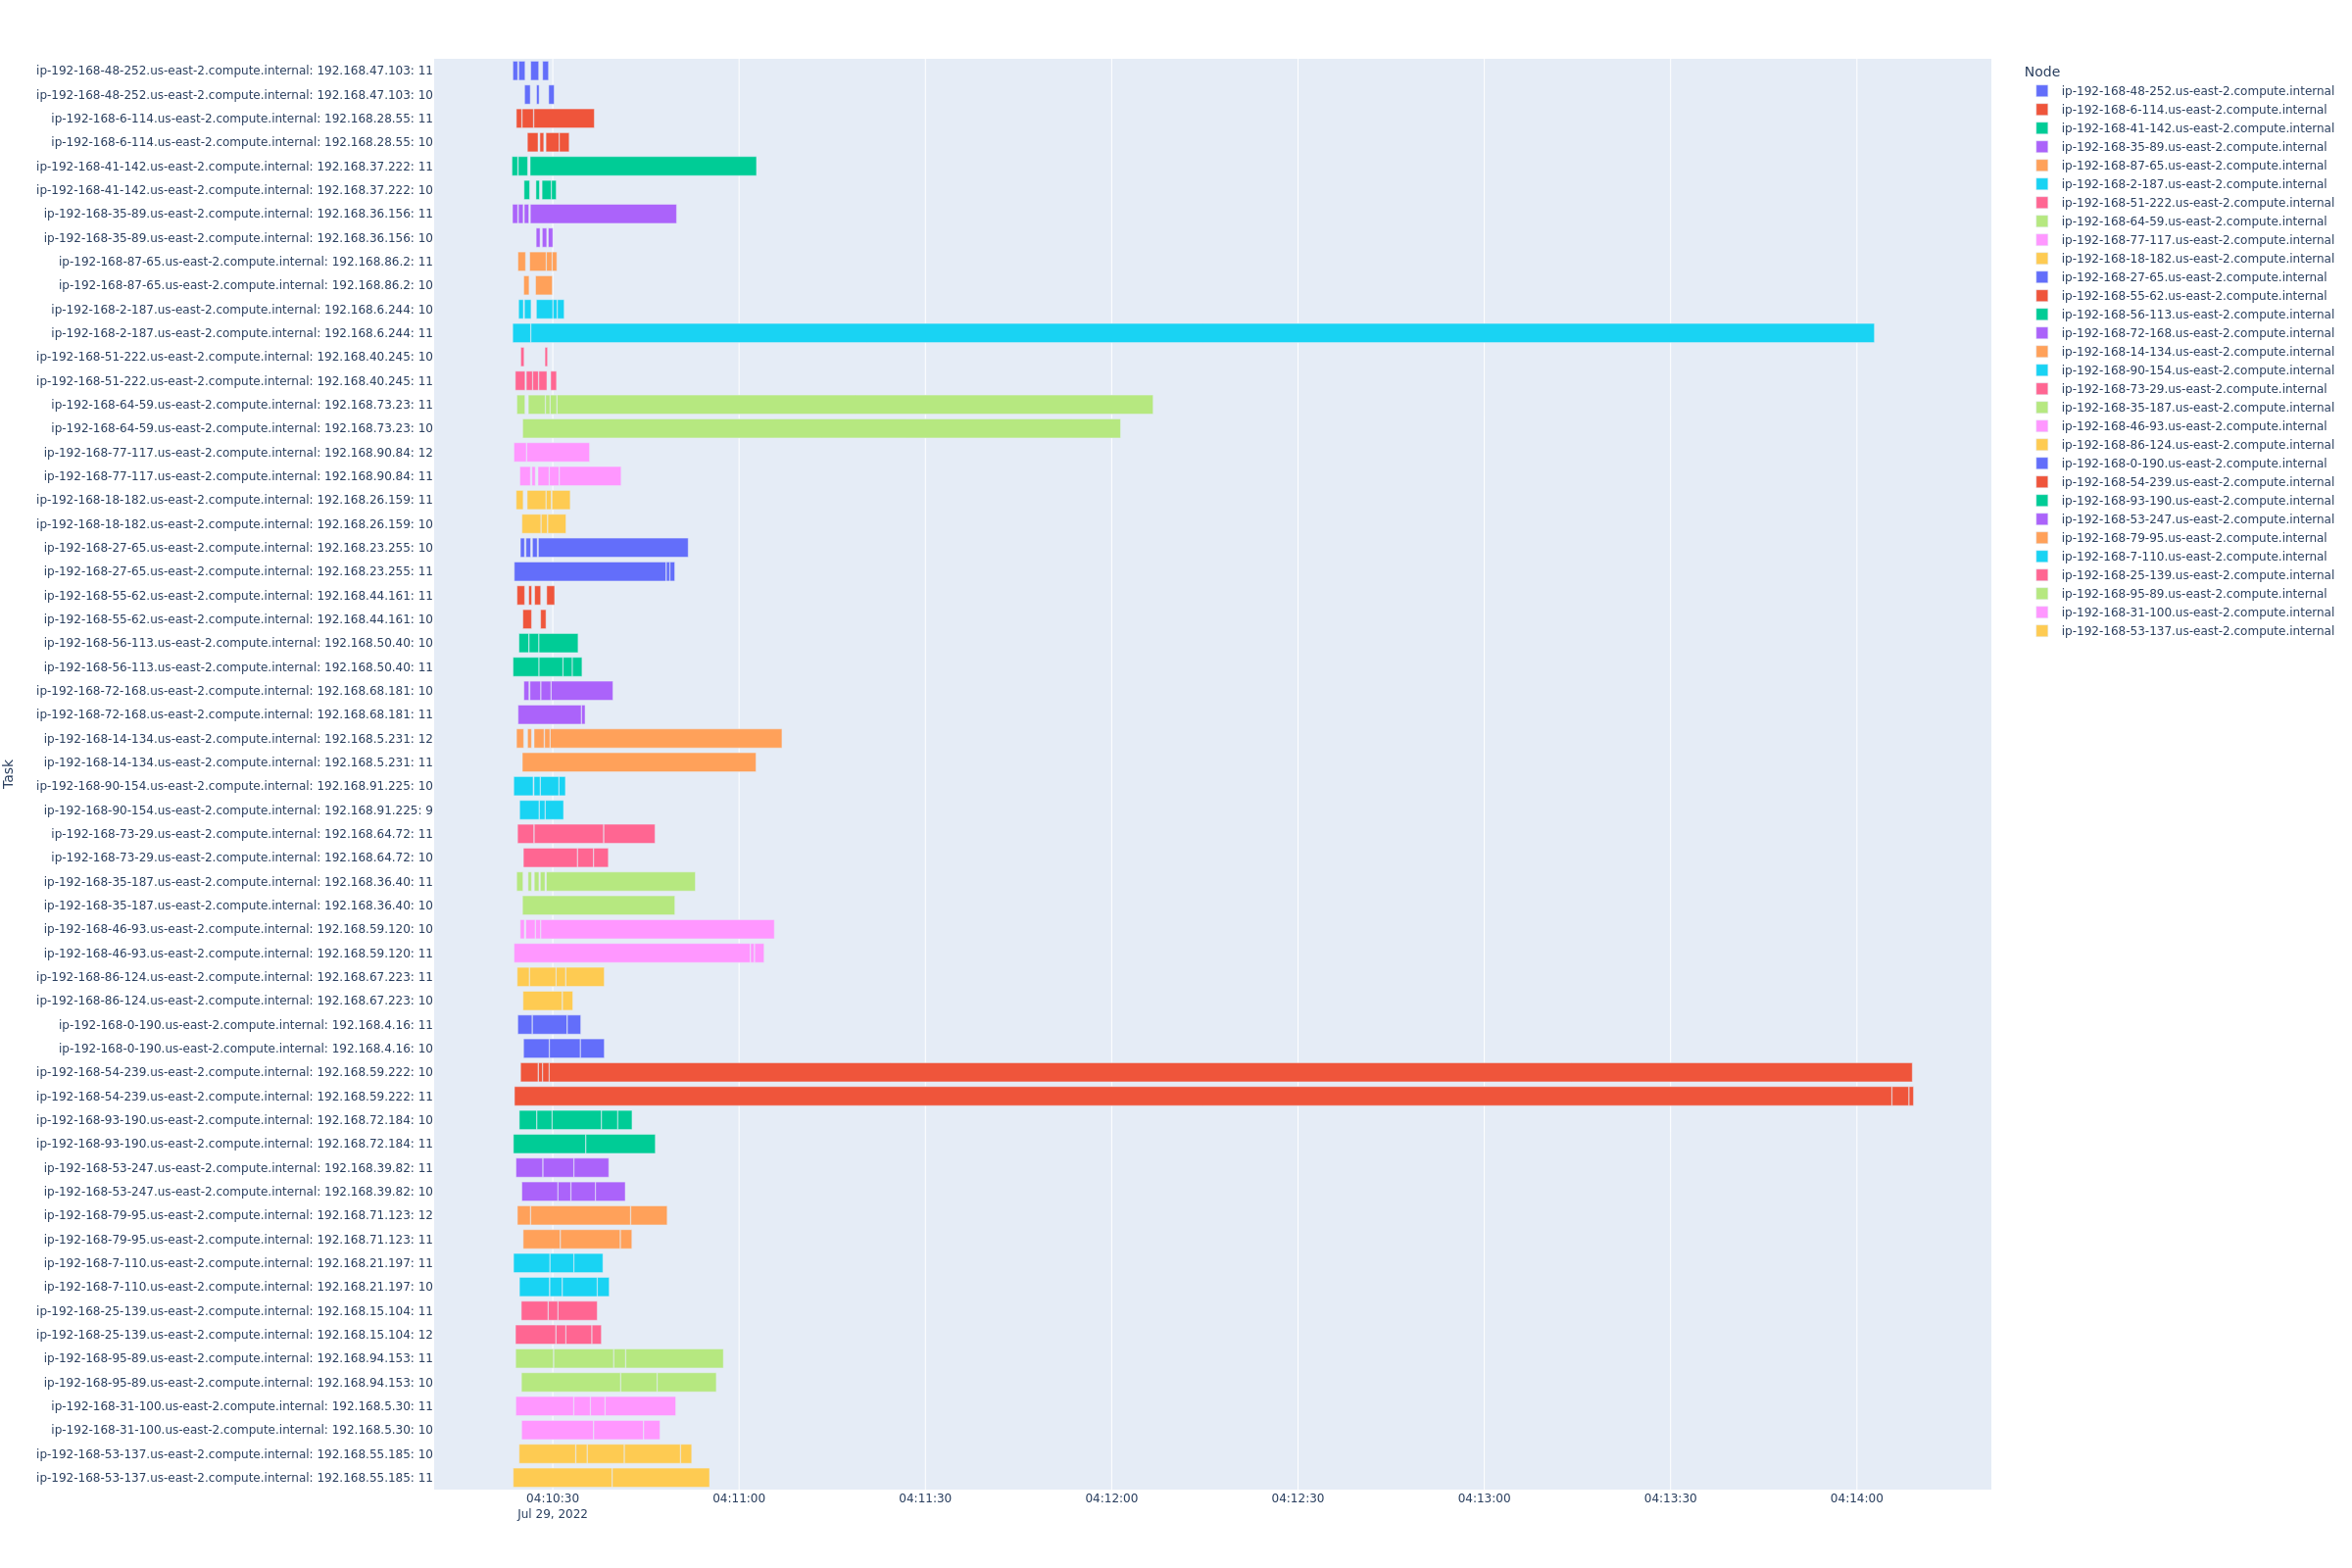 ip-192-168-48-252.us-east-2.compute.internal: 192.168.47.103: 11
ip-192-168-48-252.us-east-2.compute.internal: 192.168.47.103: 10
ip-192-168-6-114.us-east-2.compute.internal: 192.168.28.55: 11
ip-192-168-6-114.us-east-2.compute.internal: 192.168.28.55: 10
ip-192-168-41-142.us-east-2.compute.internal: 192.168.37.222: 11
ip-192-168-41-142.us-east-2.compute.internal: 192.168.37.222: 10
ip-192-168-35-89.us-east-2.compute.internal: 192.168.36.156: 11
ip-192-168-35-89.us-east-2.compute.internal: 192.168.36.156: 10
ip-192-168-87-65.us-east-2.compute.internal: 192.168.86.2: 11
ip-192-168-87-65.us-east-2.compute.internal: 192.168.86.2: 10
ip-192-168-2-187.us-east-2.compute.internal: 192.168.6.244: 10
ip-192-168-2-187.us-east-2.compute.internal: 192.168.6.244: 11
ip-192-168-51-222.us-east-2.compute.internal: 192.168.40.245: 10
ip-192-168-51-222.us-east-2.compute.internal: 192.168.40.245: 11
ip-192-168-64-59.us-east-2.compute.internal: 192.168.73.23: 11
ip-192-168-64-59.us-east-2.compute.internal: 192.168.73.23: 10
ip-192-168-77-117.us-east-2.compute.internal: 192.168.90.84: 12
ip-192-168-77-117.us-east-2.compute.internal: 192.168.90.84: 11
ip-192-168-18-182.us-east-2.compute.internal: 192.168.26.159: 11
ip-192-168-18-182.us-east-2.compute.internal: 192.168.26.159: 10
ip-192-168-27-65.us-east-2.compute.internal: 192.168.23.255: 10
ip-192-168-27-65.us-east-2.compute.internal: 192.168.23.255: 11
ip-192-168-55-62.us-east-2.compute.internal: 192.168.44.161: 11
ip-192-168-55-62.us-east-2.compute.internal: 192.168.44.161: 10
ip-192-168-56-113.us-east-2.compute.internal: 192.168.50.40: 10
ip-192-168-56-113.us-east-2.compute.internal: 192.168.50.40: 11
ip-192-168-72-168.us-east-2.compute.internal: 192.168.68.181: 10
ip-192-168-72-168.us-east-2.compute.internal: 192.168.68.181: 11
ip-192-168-14-134.us-east-2.compute.internal: 192.168.5.231: 12
ip-192-168-14-134.us-east-2.compute.internal: 192.168.5.231: 11
ip-192-168-90-154.us-east-2.compute.internal: 192.168.91.225: 10
ip-192-168-90-154.us-east-2.compute.internal: 192.168.91.225: 9
ip-192-168-73-29.us-east-2.compute.internal: 192.168.64.72: 11
ip-192-168-73-29.us-east-2.compute.internal: 192.168.64.72: 10
ip-192-168-35-187.us-east-2.compute.internal: 192.168.36.40: 11
ip-192-168-35-187.us-east-2.compute.internal: 192.168.36.40: 10
ip-192-168-46-93.us-east-2.compute.internal: 192.168.59.120: 10
ip-192-168-46-93.us-east-2.compute.internal: 192.168.59.120: 11
ip-192-168-86-124.us-east-2.compute.internal: 192.168.67.223: 11
ip-192-168-86-124.us-east-2.compute.internal: 192.168.67.223: 10
ip-192-168-0-190.us-east-2.compute.internal: 192.168.4.16: 11
ip-192-168-0-190.us-east-2.compute.internal: 192.168.4.16: 10
ip-192-168-54-239.us-east-2.compute.internal: 192.168.59.222: 10
ip-192-168-54-239.us-east-2.compute.internal: 192.168.59.222: 11
ip-192-168-93-190.us-east-2.compute.internal: 192.168.72.184: 10
ip-192-168-93-190.us-east-2.compute.internal: 192.168.72.184: 11
ip-192-168-53-247.us-east-2.compute.internal: 192.168.39.82: 11
ip-192-168-53-247.us-east-2.compute.internal: 192.168.39.82: 10
ip-192-168-79-95.us-east-2.compute.internal: 192.168.71.123: 12
ip-192-168-79-95.us-east-2.compute.internal: 192.168.71.123: 11
ip-192-168-7-110.us-east-2.compute.internal: 192.168.21.197: 11
ip-192-168-7-110.us-east-2.compute.internal: 192.168.21.197: 10
ip-192-168-25-139.us-east-2.compute.internal: 192.168.15.104: 11
ip-192-168-25-139.us-east-2.compute.internal: 192.168.15.104: 12
ip-192-168-95-89.us-east-2.compute.internal: 192.168.94.153: 11
ip-192-168-95-89.us-east-2.compute.internal: 192.168.94.153: 10
ip-192-168-31-100.us-east-2.compute.internal: 192.168.5.30: 11
ip-192-168-31-100.us-east-2.compute.internal: 192.168.5.30: 10
ip-192-168-53-137.us-east-2.compute.internal: 192.168.55.185: 10
ip-192-168-53-137.us-east-2.compute.internal: 192.168.55.185: 11
Task
04:10:30 04:11:00 04:11:30 04:12:00 04:12:30 04:13:00 04:13:30 04:14:00
Jul 29, 2022
Node
ip-192-168-48-252.us-east-2.compute.internal
ip-192-168-6-114.us-east-2.compute.internal
ip-192-168-41-142.us-east-2.compute.internal
ip-192-168-35-89.us-east-2.compute.internal
ip-192-168-87-65.us-east-2.compute.internal
ip-192-168-2-187.us-east-2.compute.internal
ip-192-168-51-222.us-east-2.compute.internal
ip-192-168-64-59.us-east-2.compute.internal
ip-192-168-77-117.us-east-2.compute.internal
ip-192-168-18-182.us-east-2.compute.internal
ip-192-168-27-65.us-east-2.compute.internal
ip-192-168-55-62.us-east-2.compute.internal
ip-192-168-56-113.us-east-2.compute.internal
ip-192-168-72-168.us-east-2.compute.internal
ip-192-168-14-134.us-east-2.compute.internal
ip-192-168-90-154.us-east-2.compute.internal
ip-192-168-73-29.us-east-2.compute.internal
ip-192-168-35-187.us-east-2.compute.internal
ip-192-168-46-93.us-east-2.compute.internal
ip-192-168-86-124.us-east-2.compute.internal
ip-192-168-0-190.us-east-2.compute.internal
ip-192-168-54-239.us-east-2.compute.internal
ip-192-168-93-190.us-east-2.compute.internal
ip-192-168-53-247.us-east-2.compute.internal
ip-192-168-79-95.us-east-2.compute.internal
ip-192-168-7-110.us-east-2.compute.internal
ip-192-168-25-139.us-east-2.compute.internal
ip-192-168-95-89.us-east-2.compute.internal
ip-192-168-31-100.us-east-2.compute.internal
ip-192-168-53-137.us-east-2.compute.internal